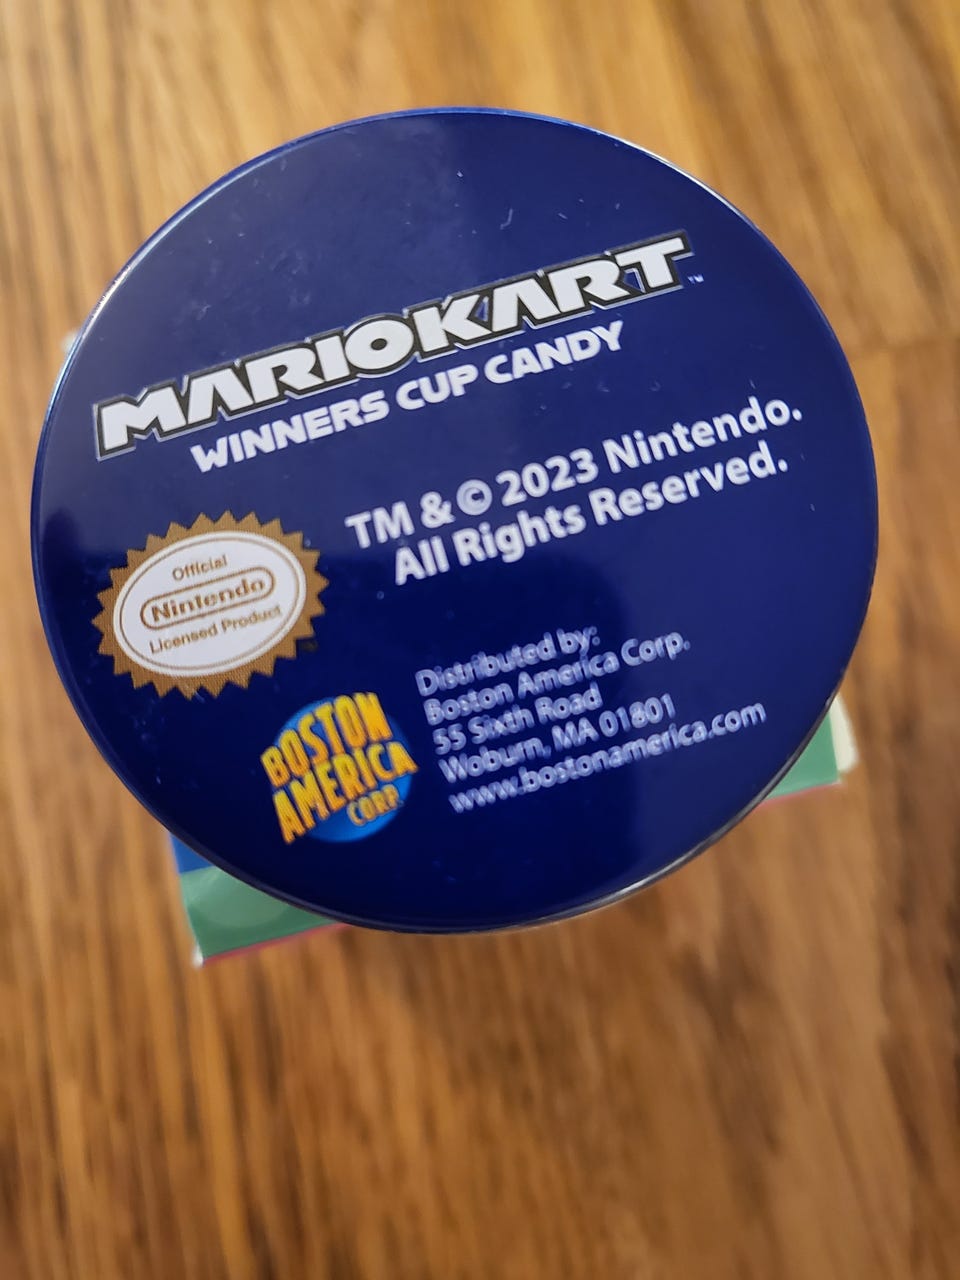 MARIOKART™
WINNERS CUP CANDY
TM & © 2023 Nintendo.
All Rights Reserved.
Official
Nintendo
Licensed Product
BOSTON
AMERICA
CORP.
Distributed by:
Boston America Corp.
55 Sixth Road
Woburn, MA 01801
www.bostonamerica.com